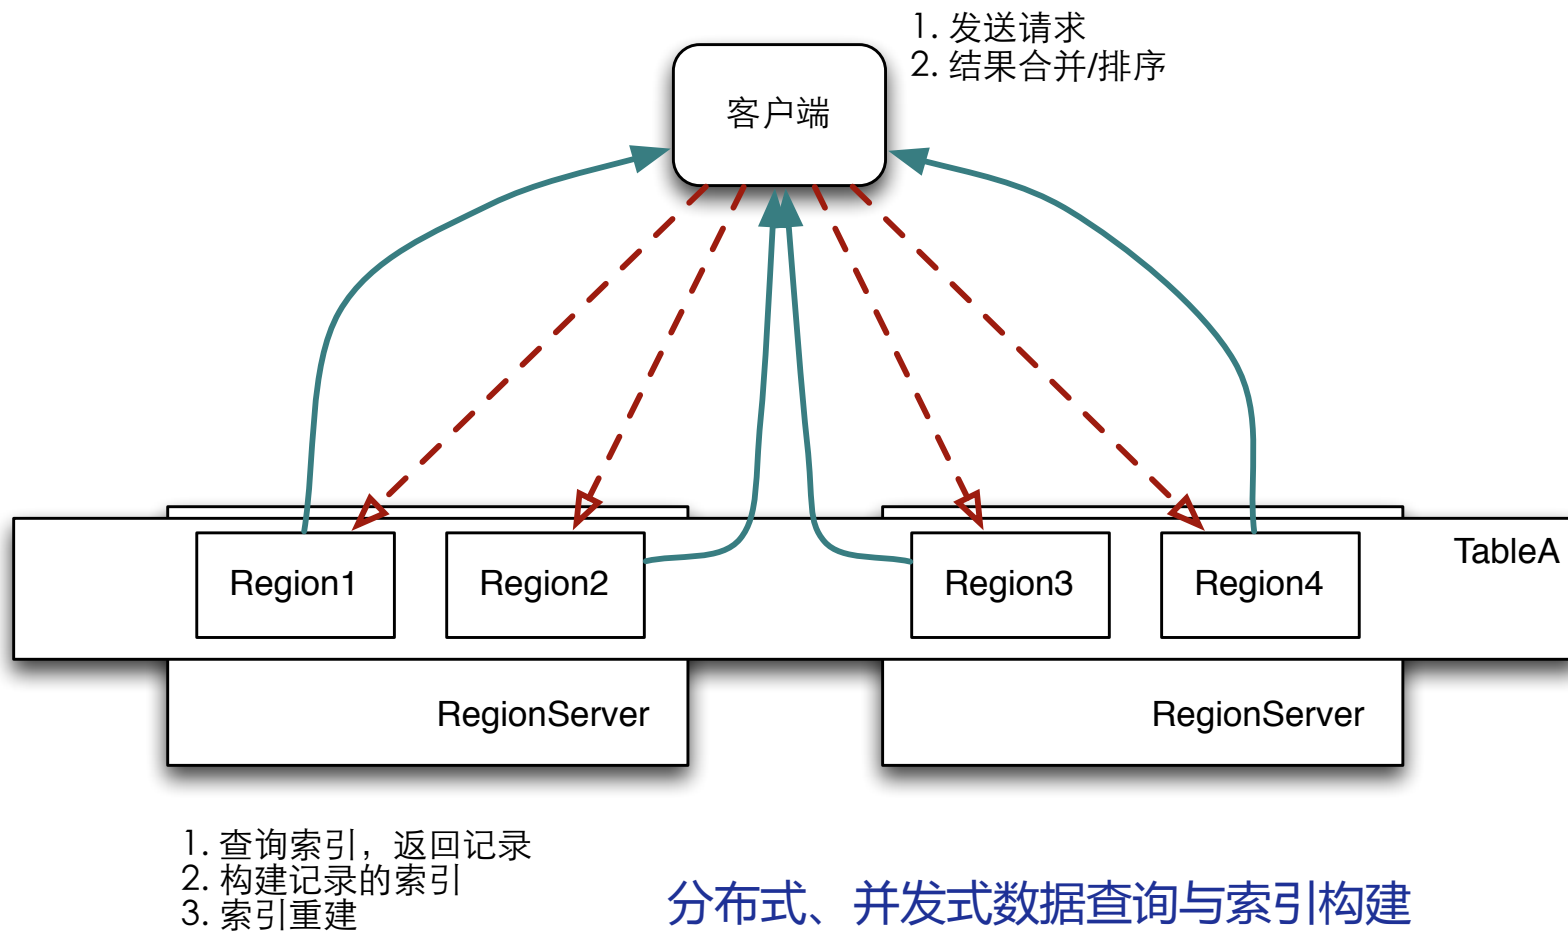 1. 发送请求
2. 结果合并/排序
客户端
TableA
Region1
Region2
Region3
Region4
RegionServer
RegionServer
1. 查询索引，返回记录
2. 构建记录的索引
3. 索引重建
分布式、并发式数据查询与索引构建